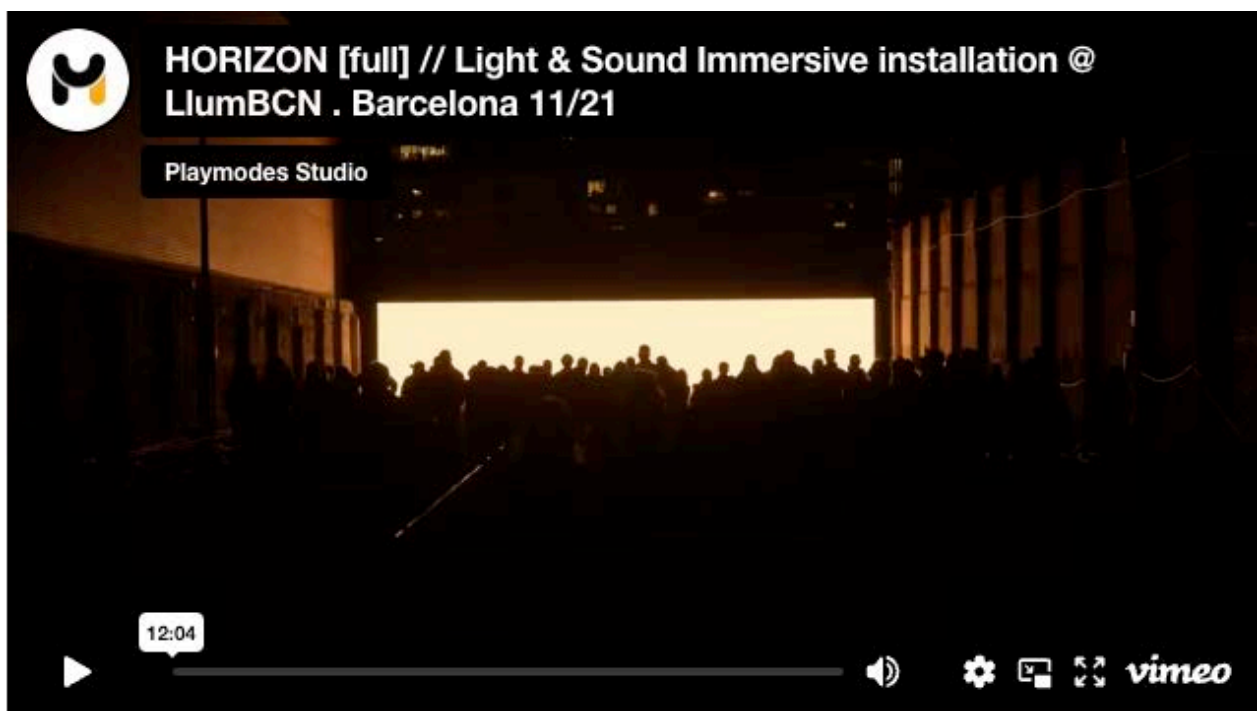 HORIZON [full] // Light & Sound Immersive installation @
LlumBCN . Barcelona 11/21
Playmodes Studio
12:04
vimeo